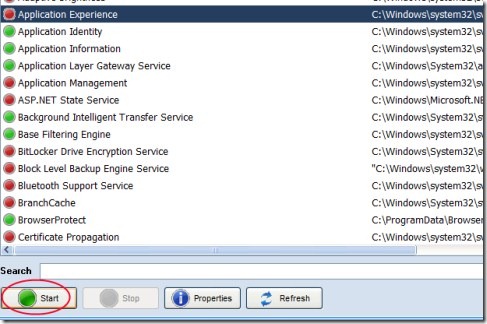 Application Experience C:\Windows\system32\
Application Identity C:\Windows\system32\
Application Information C:\Windows\system32\
Application Layer Gateway Service C:\Windows\System32\
Application Management C:\Windows\system32\
ASP.NET State Service C:\Windows\Microsoft.NE
Background Intelligent Transfer Service C:\Windows\System32\
Base Filtering Engine C:\Windows\system32\
BitLocker Drive Encryption Service C:\Windows\System32\
Block Level Backup Engine Service "C:\Windows\system32\
Bluetooth Support Service C:\Windows\system32\
BranchCache C:\Windows\System32\
BrowserProtect C:\ProgramData\Browser
Certificate Propagation C:\Windows\system32\
Search
Start Stop Properties Refresh